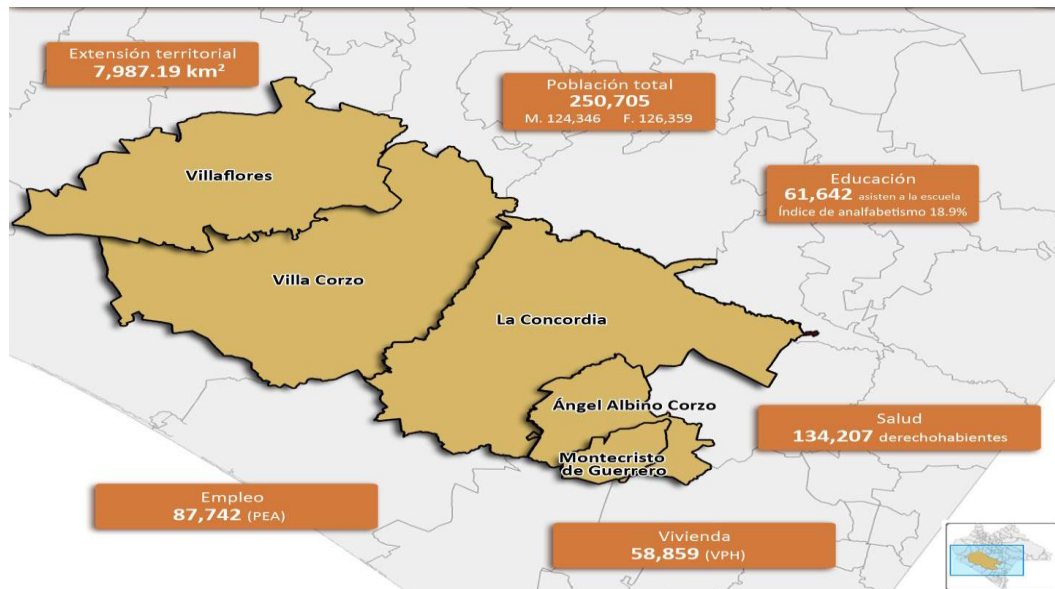 Extensión territorial
7,987.19 km²
Población total
250,705
M. 124,346 F. 126,359
Educación
61,642 asisten a la escuela
Índice de analfabetismo 18.9%
Villaflores
Villa Corzo
La Concordia
Ángel Albino Corzo
Montecristo
de Guerrero
Salud
134,207 derechohabientes
Empleo
87,742 (PEA)
Vivienda
58,859 (VPH)